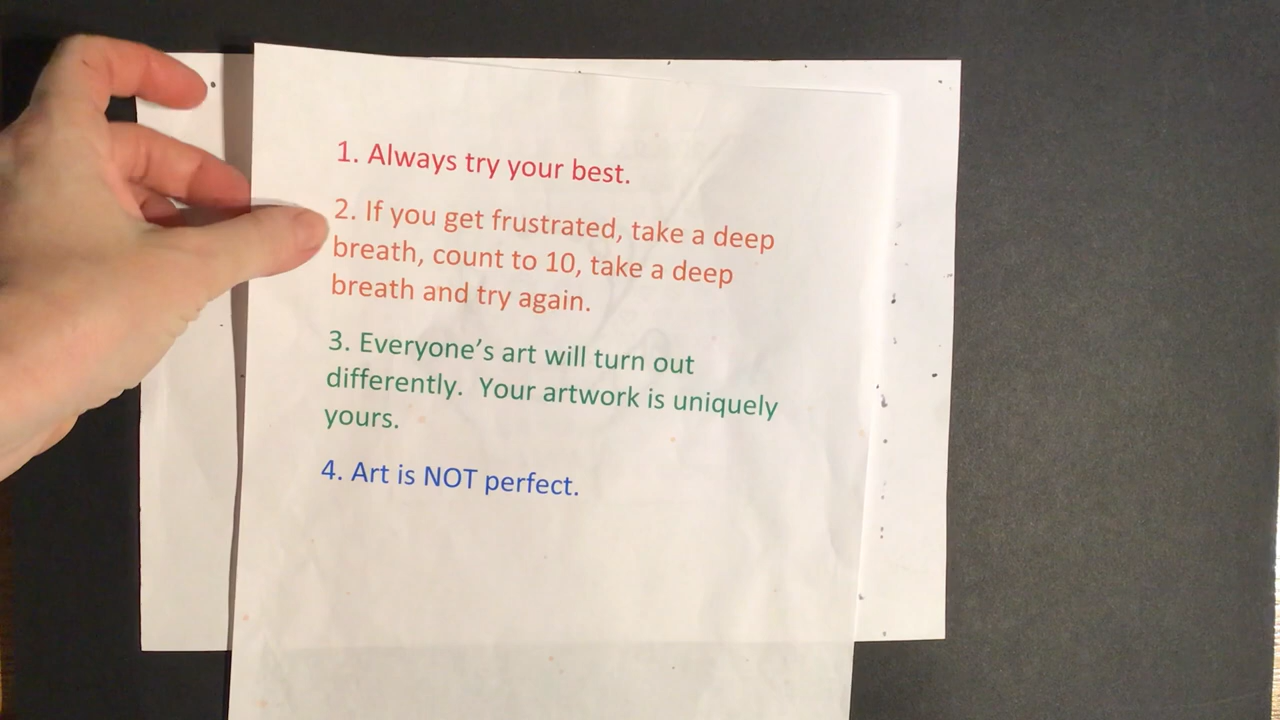 1. Always try your best.
2. If you get frustrated, take a deep
breath, count to 10, take a deep
breath and try again.
3. Everyone’s art will turn out
differently.  Your artwork is uniquely
yours.
4. Art is NOT perfect.